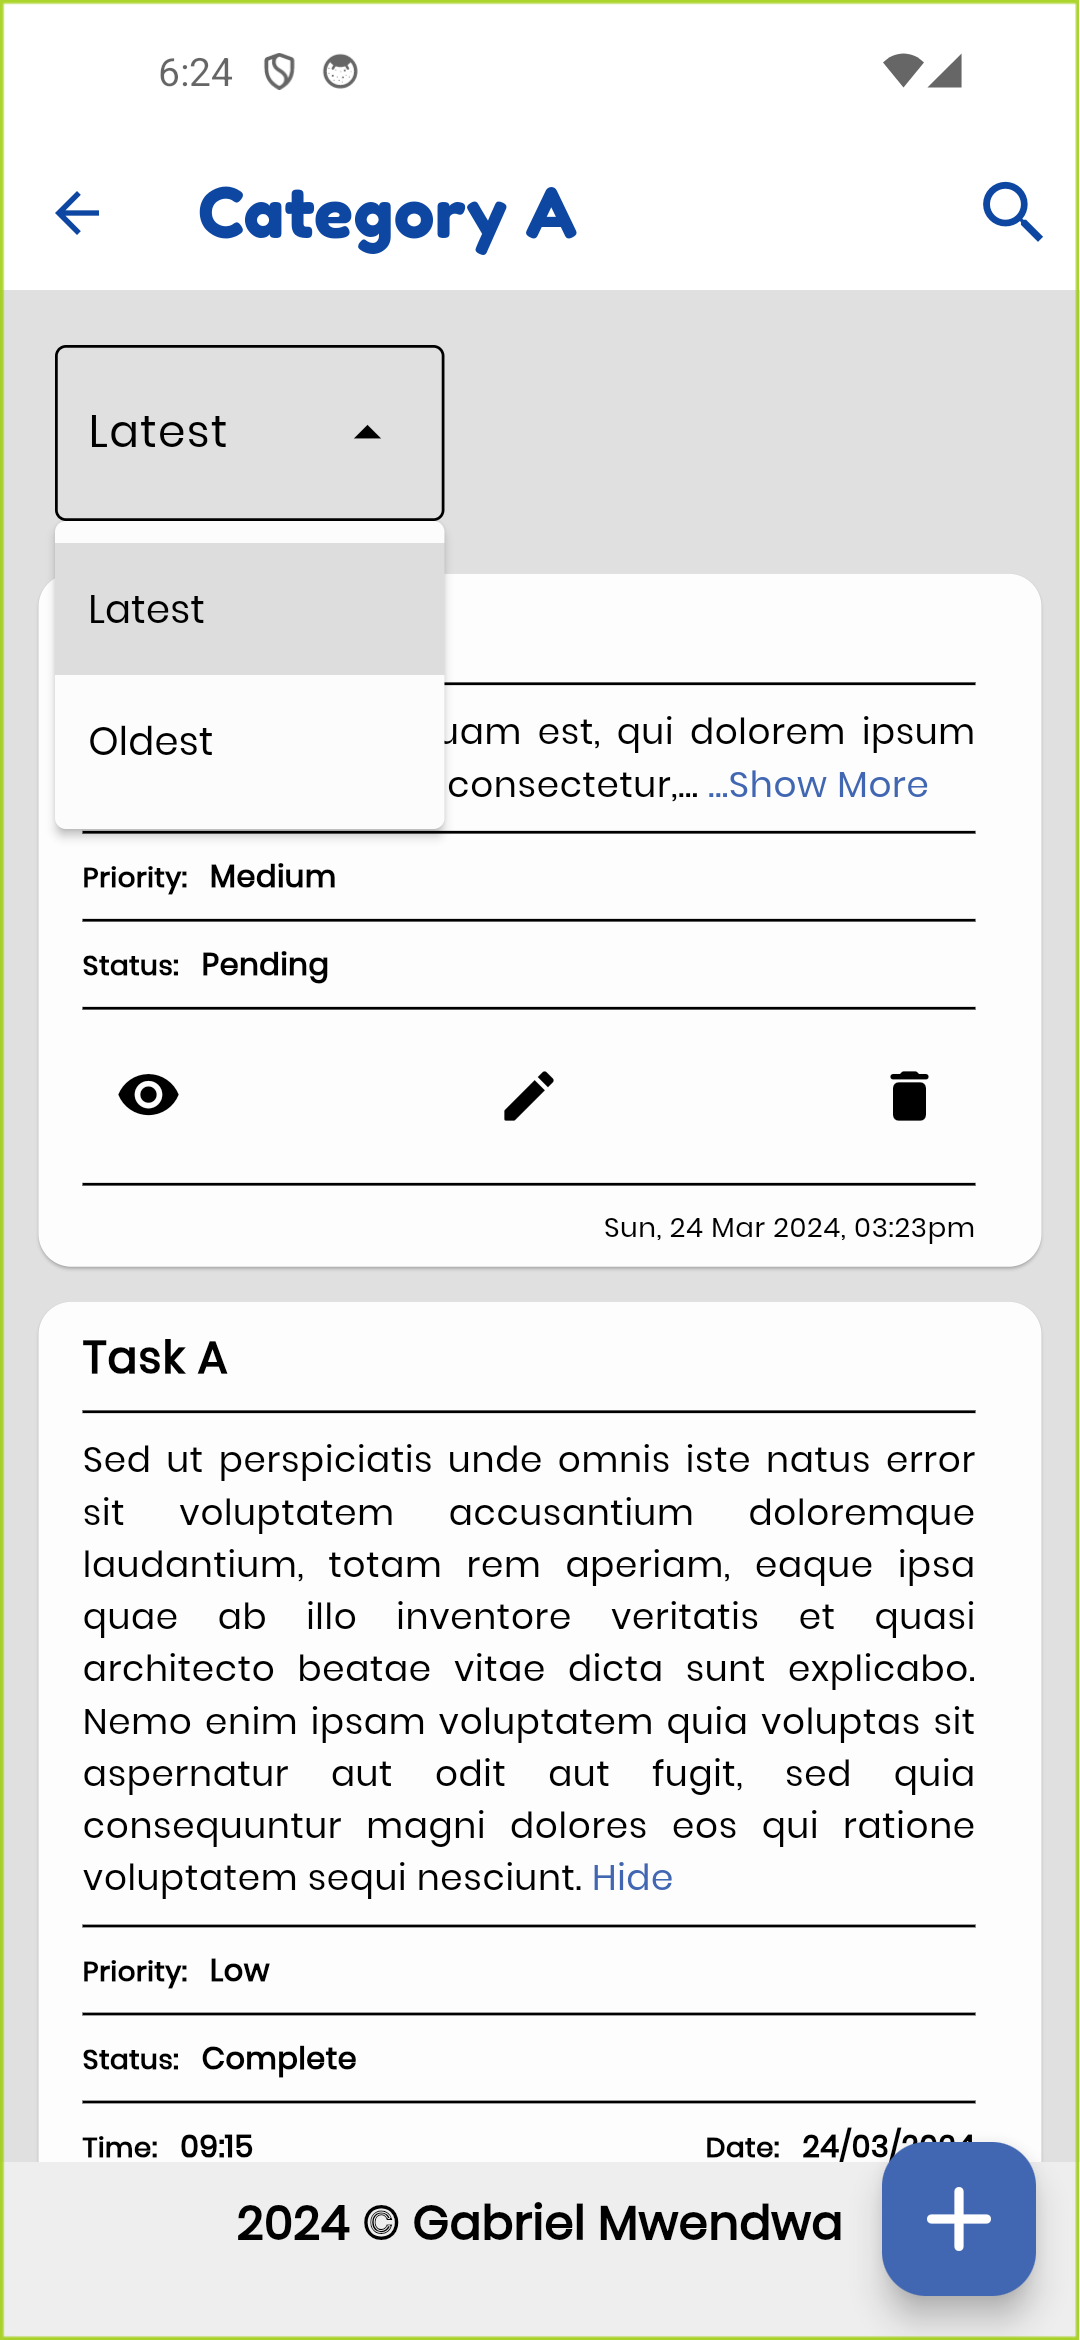 6:24
Category A
Latest
Latest
Oldest
est, qui dolorem ipsum
consectetur,... ...Show More
Priority: Medium
Status: Pending
Sun, 24 Mar 2024, 03:23pm
Task A
Sed ut perspiciatis unde omnis iste natus error
sit voluptatem accusantium doloremque
laudantium, totam rem aperiam, eaque ipsa
quae ab illo inventore veritatis et quasi
architecto beatae vitae dicta sunt explicabo.
Nemo enim ipsam voluptatem quia voluptas sit
aspernatur aut odit aut fugit, sed quia
consequuntur magni dolores eos qui ratione
voluptatem sequi nesciunt. Hide
Priority: Low
Status: Complete
Time: 09:15 Date: 24/03/2024
2024 © Gabriel Mwendwa